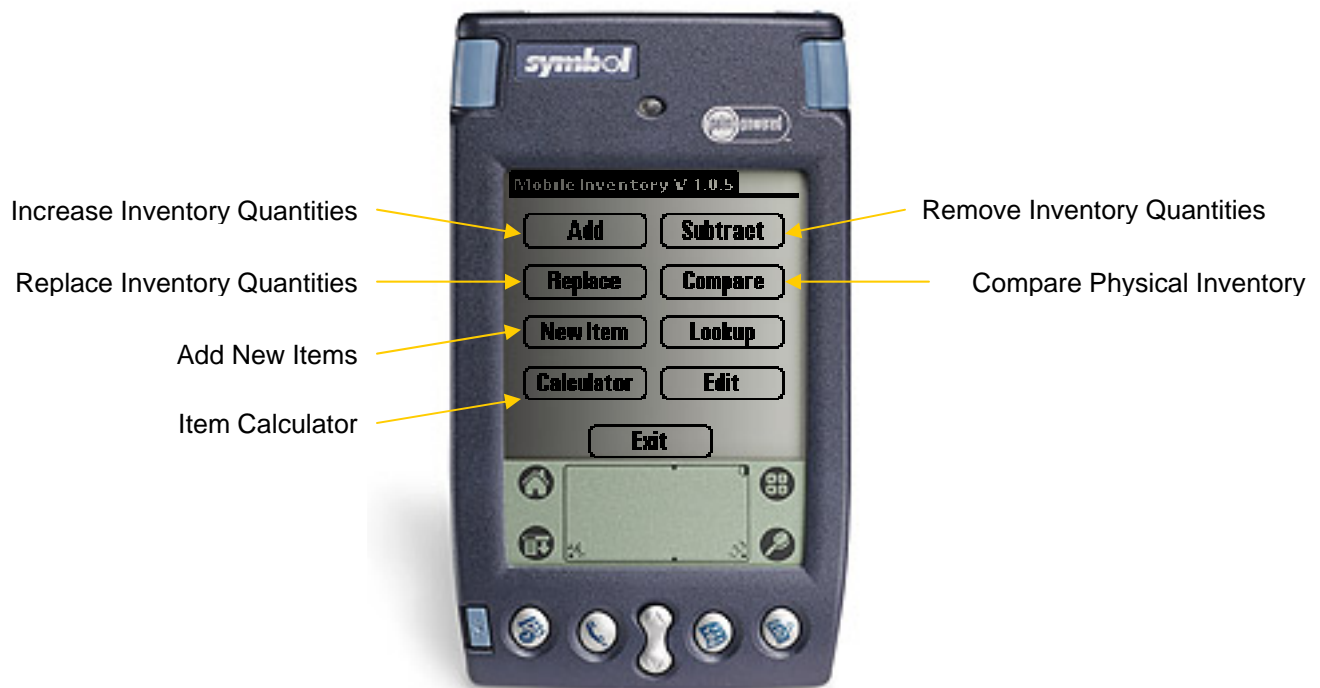 symbol
powered
Mobile Inventory V 1.0.5
Increase Inventory Quantities
Add
Subtract
Remove Inventory Quantities
Replace Inventory Quantities
Replace
Compare
Compare Physical Inventory
Add New Items
New Item
Lookup
Item Calculator
Calculator
Edit
Exit